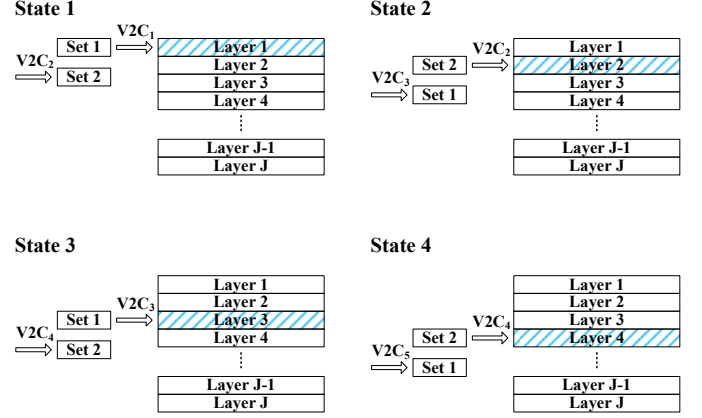 State 1
V2C1
Set 1
V2C2
Set 2
Layer 1
Layer 2
Layer 3
Layer 4
Layer J-1
Layer J
State 2
V2C2
Set 2
V2C3
Set 1
Layer 1
Layer 2
Layer 3
Layer 4
Layer J-1
Layer J
State 3
V2C3
Set 1
V2C4
Set 2
Layer 1
Layer 2
Layer 3
Layer 4
Layer J-1
Layer J
State 4
V2C4
Set 2
V2C5
Set 1
Layer 1
Layer 2
Layer 3
Layer 4
Layer J-1
Layer J